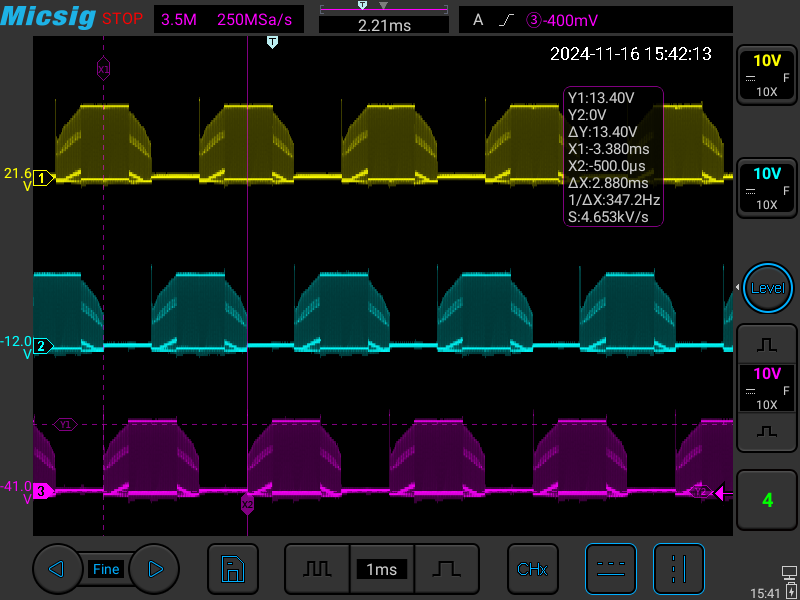 Micsig STOP 3.5M 250MSa/s T 2.21ms A 3 -400mV
T
2024-11-16 15:42:13
X1
10V
F
10X
Y1:13.40V
Y2:0V
ΔY:13.40V
X1:-3.380ms
X2:-500.0μs
ΔX:2.880ms
1/ΔX:347.2Hz
S:4.653kV/s
21.6
V
1
10V
F
10X
Level
-12.0
V
2
10V
F
10X
Y1
-41.0
V
3
Y2
X2
4
Fine
1ms
CHx
15:41